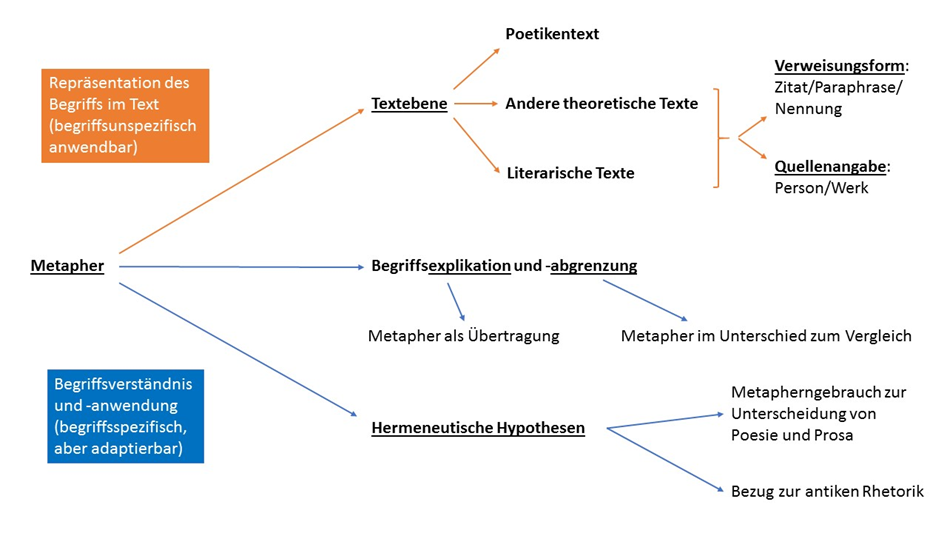 Poetikentext
Verweisungsform:
Zitat/Paraphrase/
Nennung
Repräsentation des
Begriffs im Text
(begriffsunspezifisch
anwendbar)
Textebene
Andere theoretische Texte
Literarische Texte
Quellenangabe:
Person/Werk
Metapher
Begriffsexplikation und -abgrenzung
Metapher als Übertragung
Metapher im Unterschied zum Vergleich
Begriffsverständnis
und -anwendung
(begriffsspezifisch,
aber adaptierbar)
Hermeneutische Hypothesen
Metapherngebrauch zur
Unterscheidung von
Poesie und Prosa
Bezug zur antiken Rhetorik